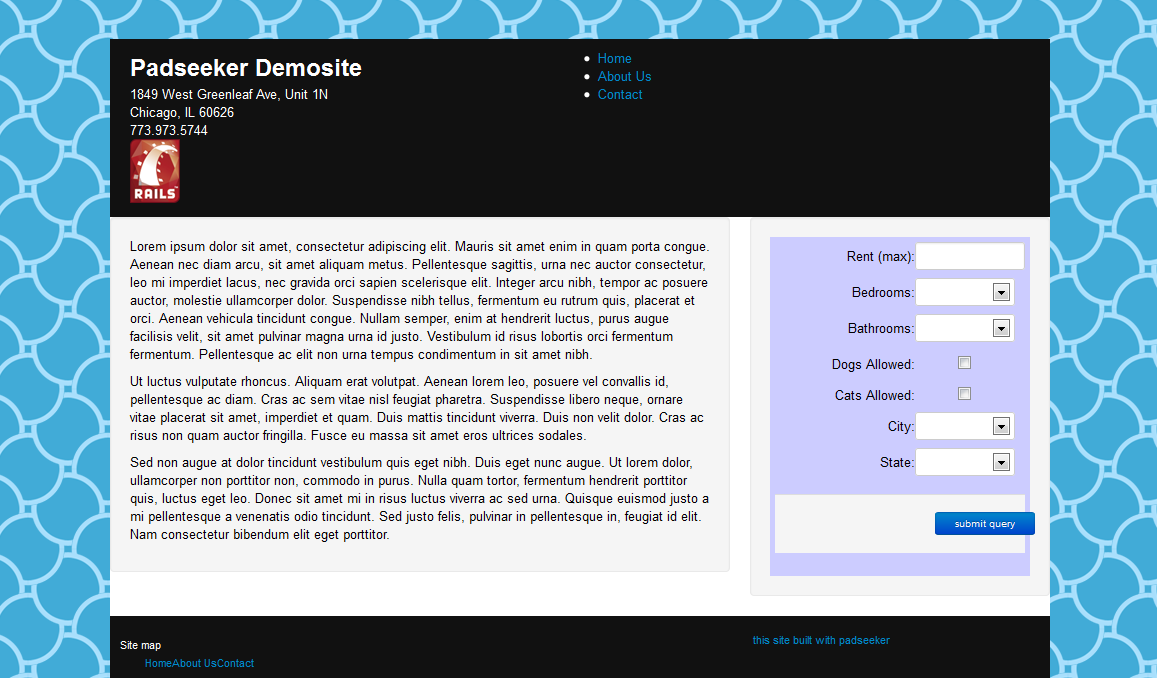 Padseeker Demosite
1849 West Greenleaf Ave, Unit 1N
Chicago, IL 60626
773.973.5744
RAILS
Home
About Us
Contact
Lorem ipsum dolor sit amet, consectetur adipiscing elit. Mauris sit amet enim in quam porta congue.
Aenean nec diam arcu, sit amet aliquam metus. Pellentesque sagittis, urna nec auctor consectetur,
leo mi imperdiet lacus, nec gravida orci sapien scelerisque elit. Integer arcu nibh, tempor ac posuere
auctor, molestie ullamcorper dolor. Suspendisse nibh tellus, fermentum eu rutrum quis, placerat et
orci. Aenean vehicula tincidunt congue. Nullam semper, enim at hendrerit luctus, purus augue
facilisis velit, sit amet pulvinar magna urna id justo. Vestibulum id risus lobortis orci fermentum
fermentum. Pellentesque ac elit non urna tempus condimentum in sit amet nibh.
Ut luctus vulputate rhoncus. Aliquam erat volutpat. Aenean lorem leo, posuere vel convallis id,
pellentesque ac diam. Cras ac sem vitae nisl feugiat pharetra. Suspendisse libero neque, ornare
vitae placerat sit amet, imperdiet et quam. Duis mattis tincidunt viverra. Duis non velit dolor. Cras ac
risus non quam auctor fringilla. Fusce eu massa sit amet eros ultrices sodales.
Sed non augue at dolor tincidunt vestibulum quis eget nibh. Duis eget nunc augue. Ut lorem dolor,
ullamcorper non porttitor non, commodo in purus. Nulla quam tortor, fermentum hendrerit porttitor
quis, luctus eget leo. Donec sit amet mi in risus luctus viverra ac sed urna. Quisque euismod justo a
mi pellentesque a venenatis odio tincidunt. Sed justo felis, pulvinar in pellentesque in, feugiat id elit.
Nam consectetur bibendum elit eget porttitor.
Rent (max):
Bedrooms:
Bathrooms:
Dogs Allowed:
Cats Allowed:
City:
State:
submit query
Site map
HomeAbout UsContact
this site built with padseeker